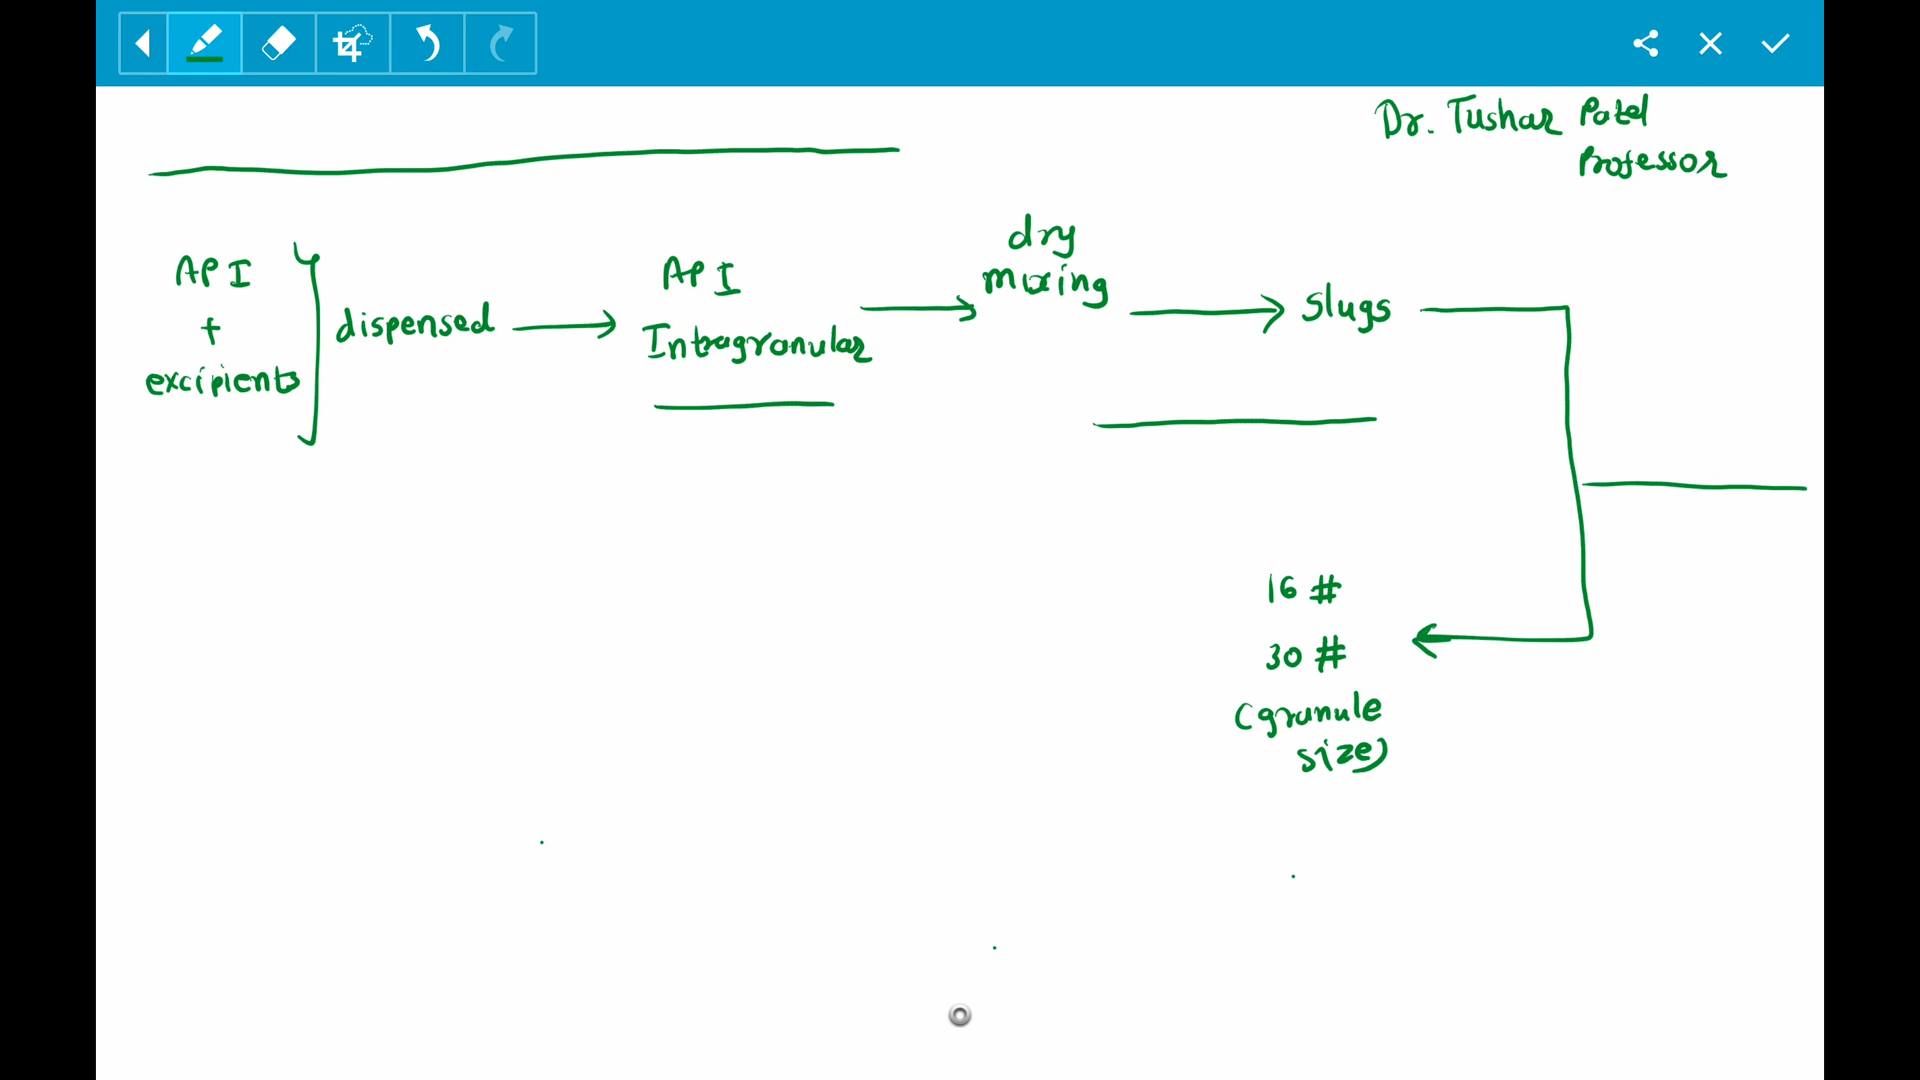 Dr. Tushar Patel
Professor
API
+
excipients
dispensed
API
Intragranular
dry
mixing
Slugs
16 #
30 #
(granule
size)